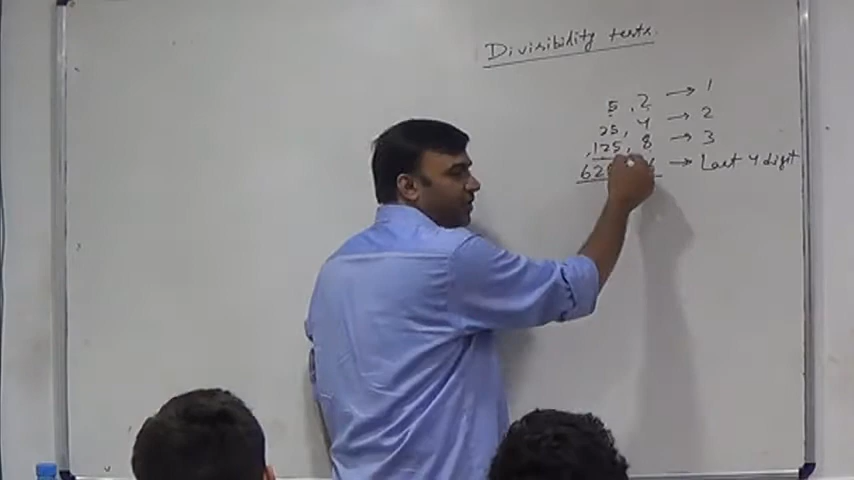 Divisibility tests.
5, 2 → 1
25, 4 → 2
125, 8 → 3
→ Last 4 digit